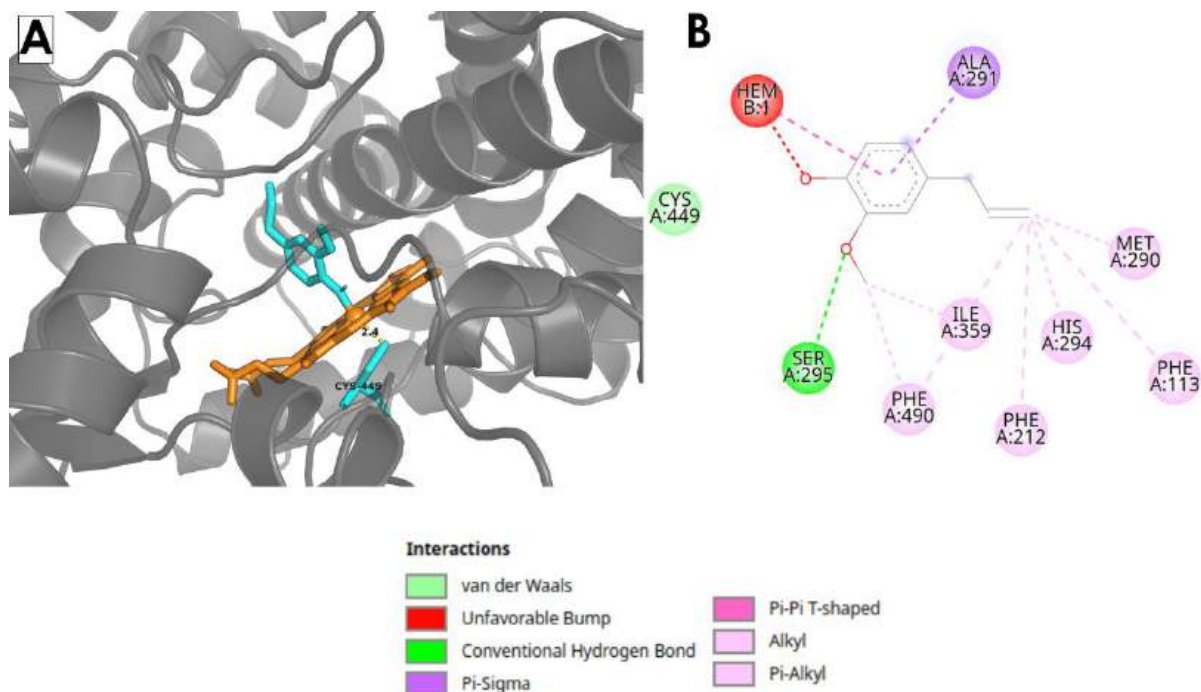 A
2.4
CYS-449
B
HEM
B:1
ALA
A:291
CYS
A:449
O
O
MET
A:290
ILE
A:359
HIS
A:294
SER
A:295
PHE
A:113
PHE
A:490
PHE
A:212
Interactions
van der Waals
Unfavorable Bump
Conventional Hydrogen Bond
Pi-Sigma
Pi-Pi T-shaped
Alkyl
Pi-Alkyl